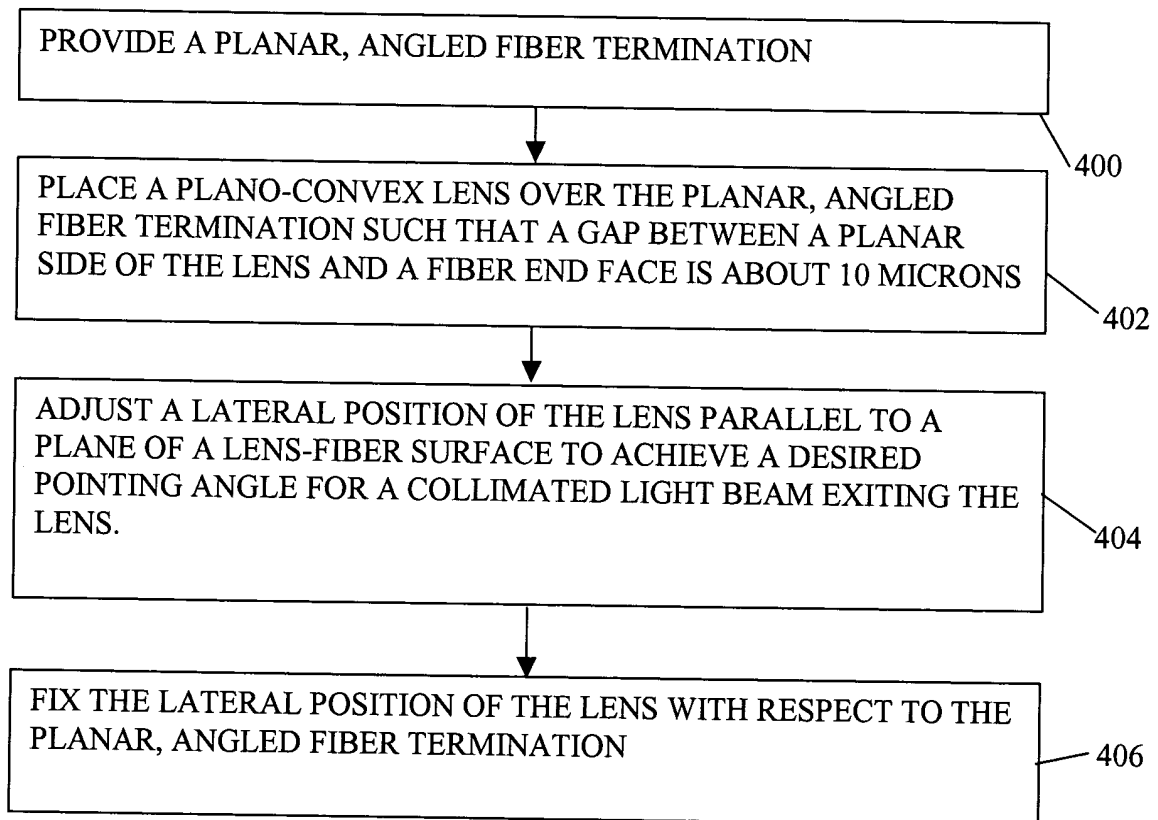 PROVIDE A PLANAR, ANGLED FIBER TERMINATION
400
PLACE A PLANO-CONVEX LENS OVER THE PLANAR, ANGLED
FIBER TERMINATION SUCH THAT A GAP BETWEEN A PLANAR
SIDE OF THE LENS AND A FIBER END FACE IS ABOUT 10 MICRONS
402
ADJUST A LATERAL POSITION OF THE LENS PARALLEL TO A
PLANE OF A LENS-FIBER SURFACE TO ACHIEVE A DESIRED
POINTING ANGLE FOR A COLLIMATED LIGHT BEAM EXITING THE
LENS.
404
FIX THE LATERAL POSITION OF THE LENS WITH RESPECT TO THE
PLANAR, ANGLED FIBER TERMINATION
406